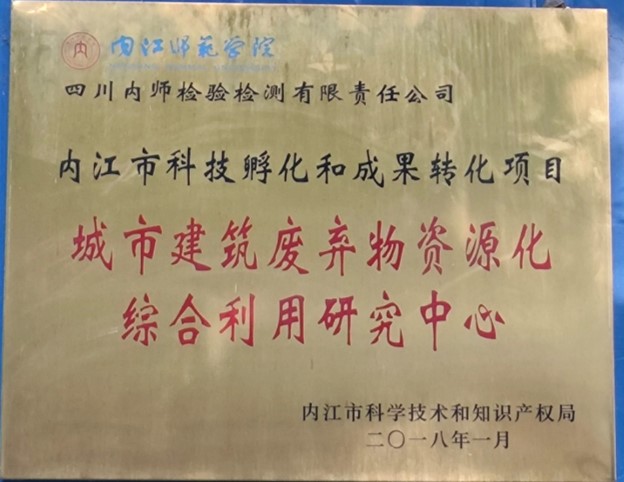 内江师范学院
四川内师检验检测有限责任公司
内江市科技孵化和成果转化项目
城市建筑废弃物资源化
综合利用研究中心
内江市科学技术和知识产权局
二〇一八年一月